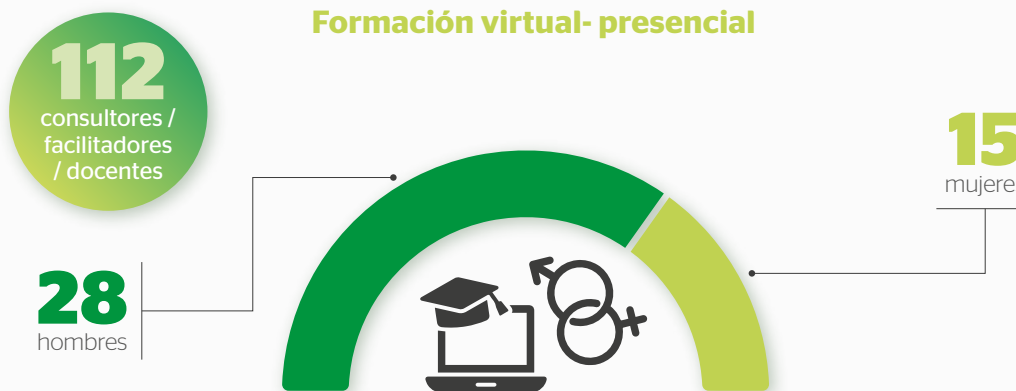 Formación virtual- presencial
112
consultores /
facilitadores
/ docentes
15
mujere
28
hombres